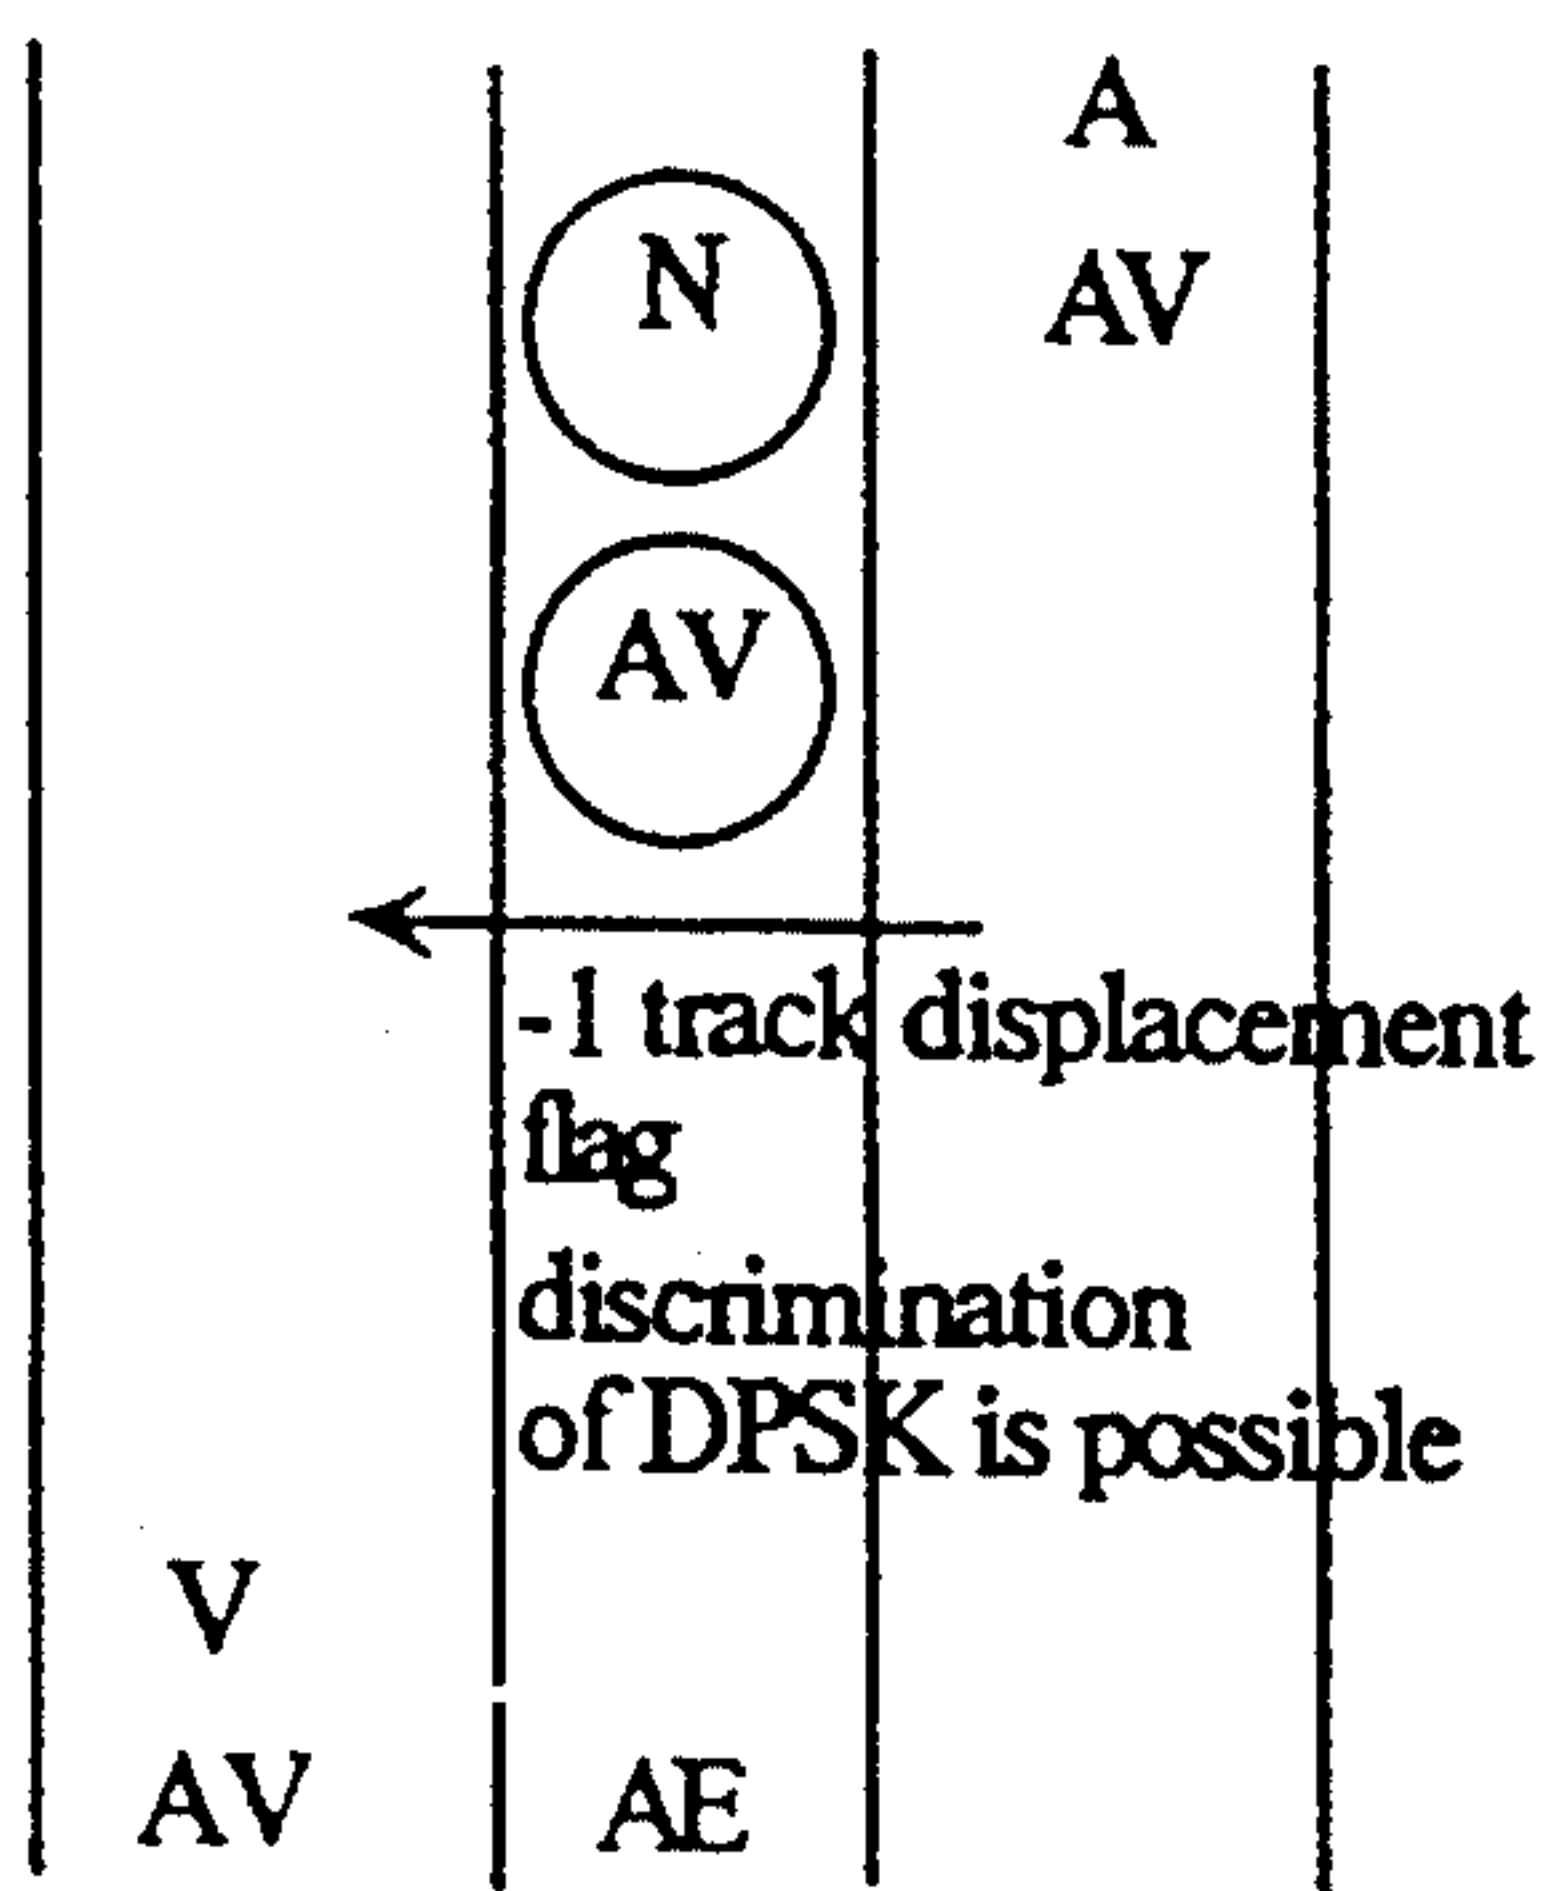 A
N
AV
AV
-1 track displacement
flag
discrimination
of DPSK is possible
V
AV
AE